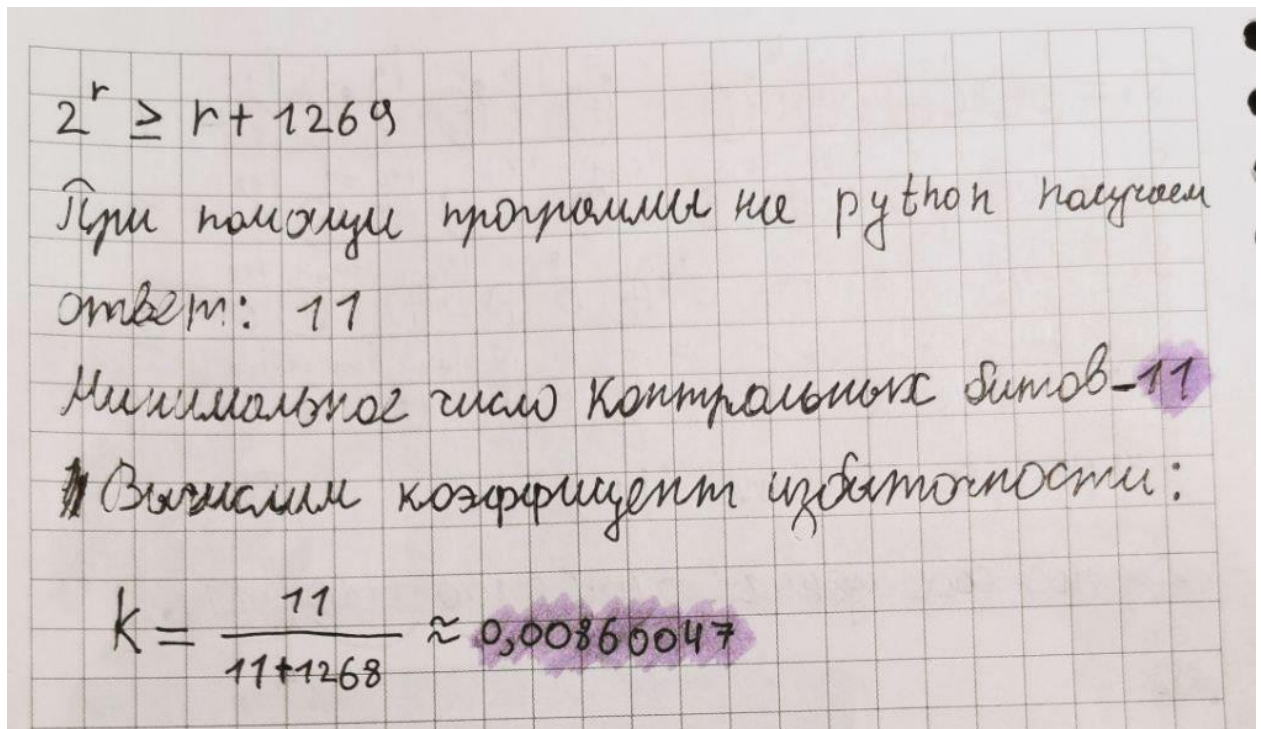 2^r ≥ r + 1269
При помощи программы на python получаем
ответ: 11
Минимальное число контрольных битов - 11
Вычислим коэффициент избыточности:
K = 11 / (11+1268) ≈ 0,00860047